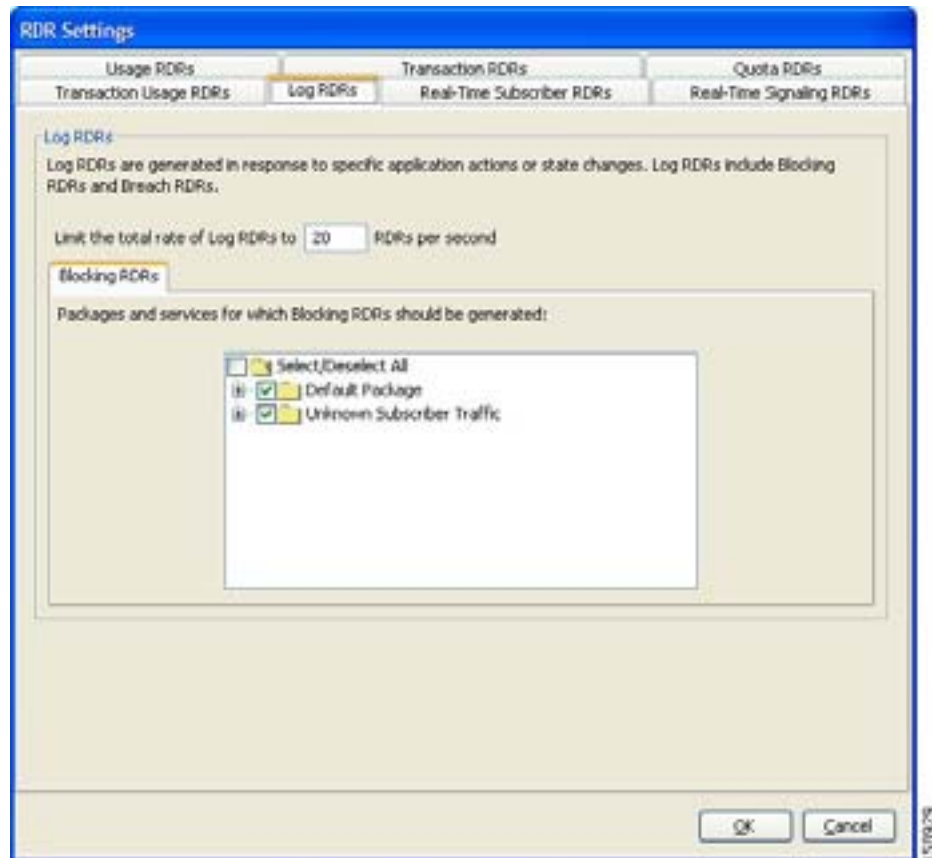 RDR Settings
Usage RDRs
Transaction RDRs
Quota RDRs
Transaction Usage RDRs
Log RDRs
Real-Time Subscriber RDRs
Real-Time Signaling RDRs
Log RDRs
Log RDRs are generated in response to specific application actions or state changes. Log RDRs include Blocking
RDRs and Breach RDRs.
Limit the total rate of Log RDRs to 20 RDRs per second
Blocking RDRs
Packages and services for which Blocking RDRs should be generated:
Select/Deselect All
Default Package
Unknown Subscriber Traffic
OK
Cancel